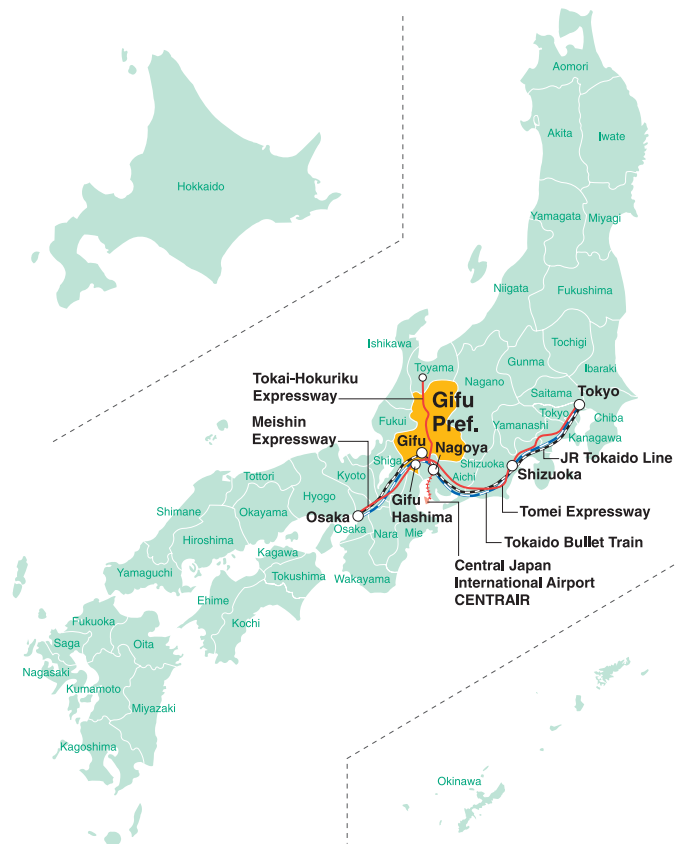 Aomori
Akita
Iwate
Hokkaido
Yamagata
Miyagi
Niigata
Fukushima
Ishikawa
Tochigi
Toyama
Gunma
Ibaraki
Nagano
Tokai-Hokuriku
Expressway
Saitama
Tokyo
Gifu
Pref.
Tokyo
Chiba
Meishin
Expressway
Fukui
Yamanashi
Kanagawa
Gifu
Nagoya
JR Tokaido Line
Shiga
Shizuoka
Shizuoka
Kyoto
Aichi
Tottori
Hyogo
Gifu
Hashima
Shimane
Okayama
Osaka
Osaka
Tomei Expressway
Nara
Mie
Hiroshima
Tokaido Bullet Train
Kagawa
Central Japan
International Airport
CENTRAIR
Yamaguchi
Tokushima
Wakayama
Ehime
Fukuoka
Kochi
Saga
Oita
Nagasaki
Kumamoto
Miyazaki
Kagoshima
Okinawa